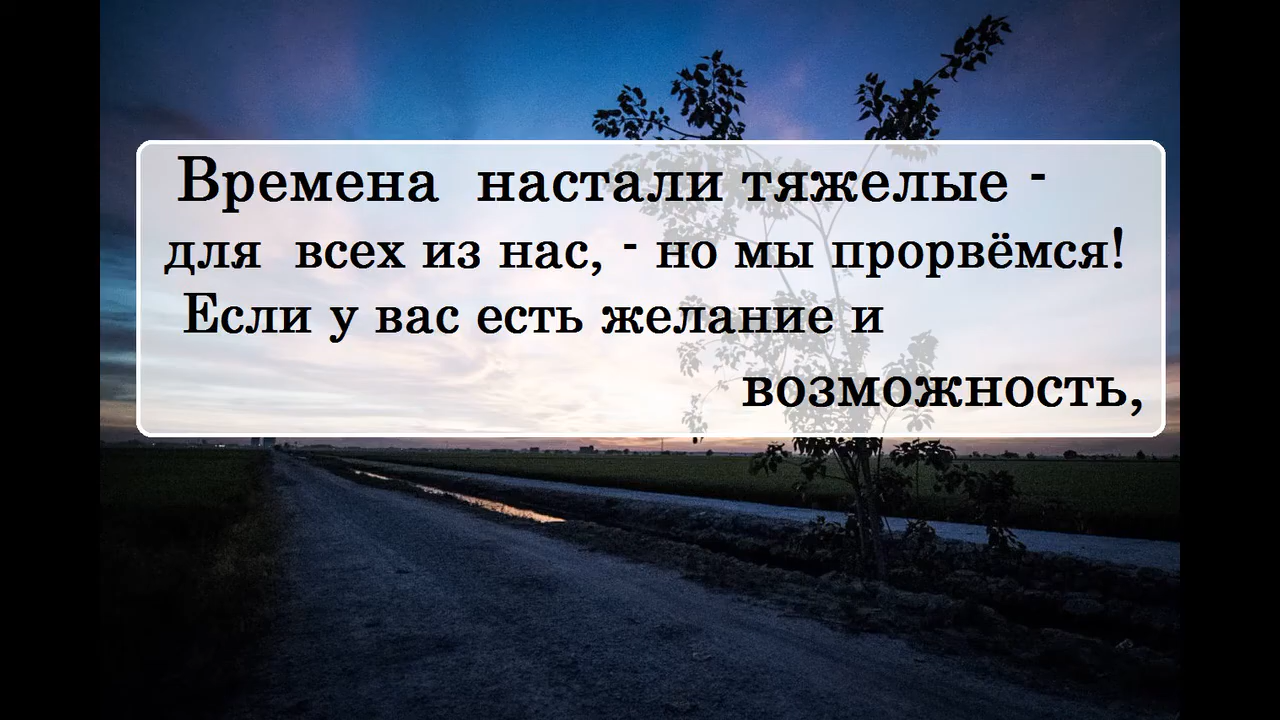 Времена настали тяжелые -
для всех из нас, - но мы прорвёмся!
Если у вас есть желание и
возможность,